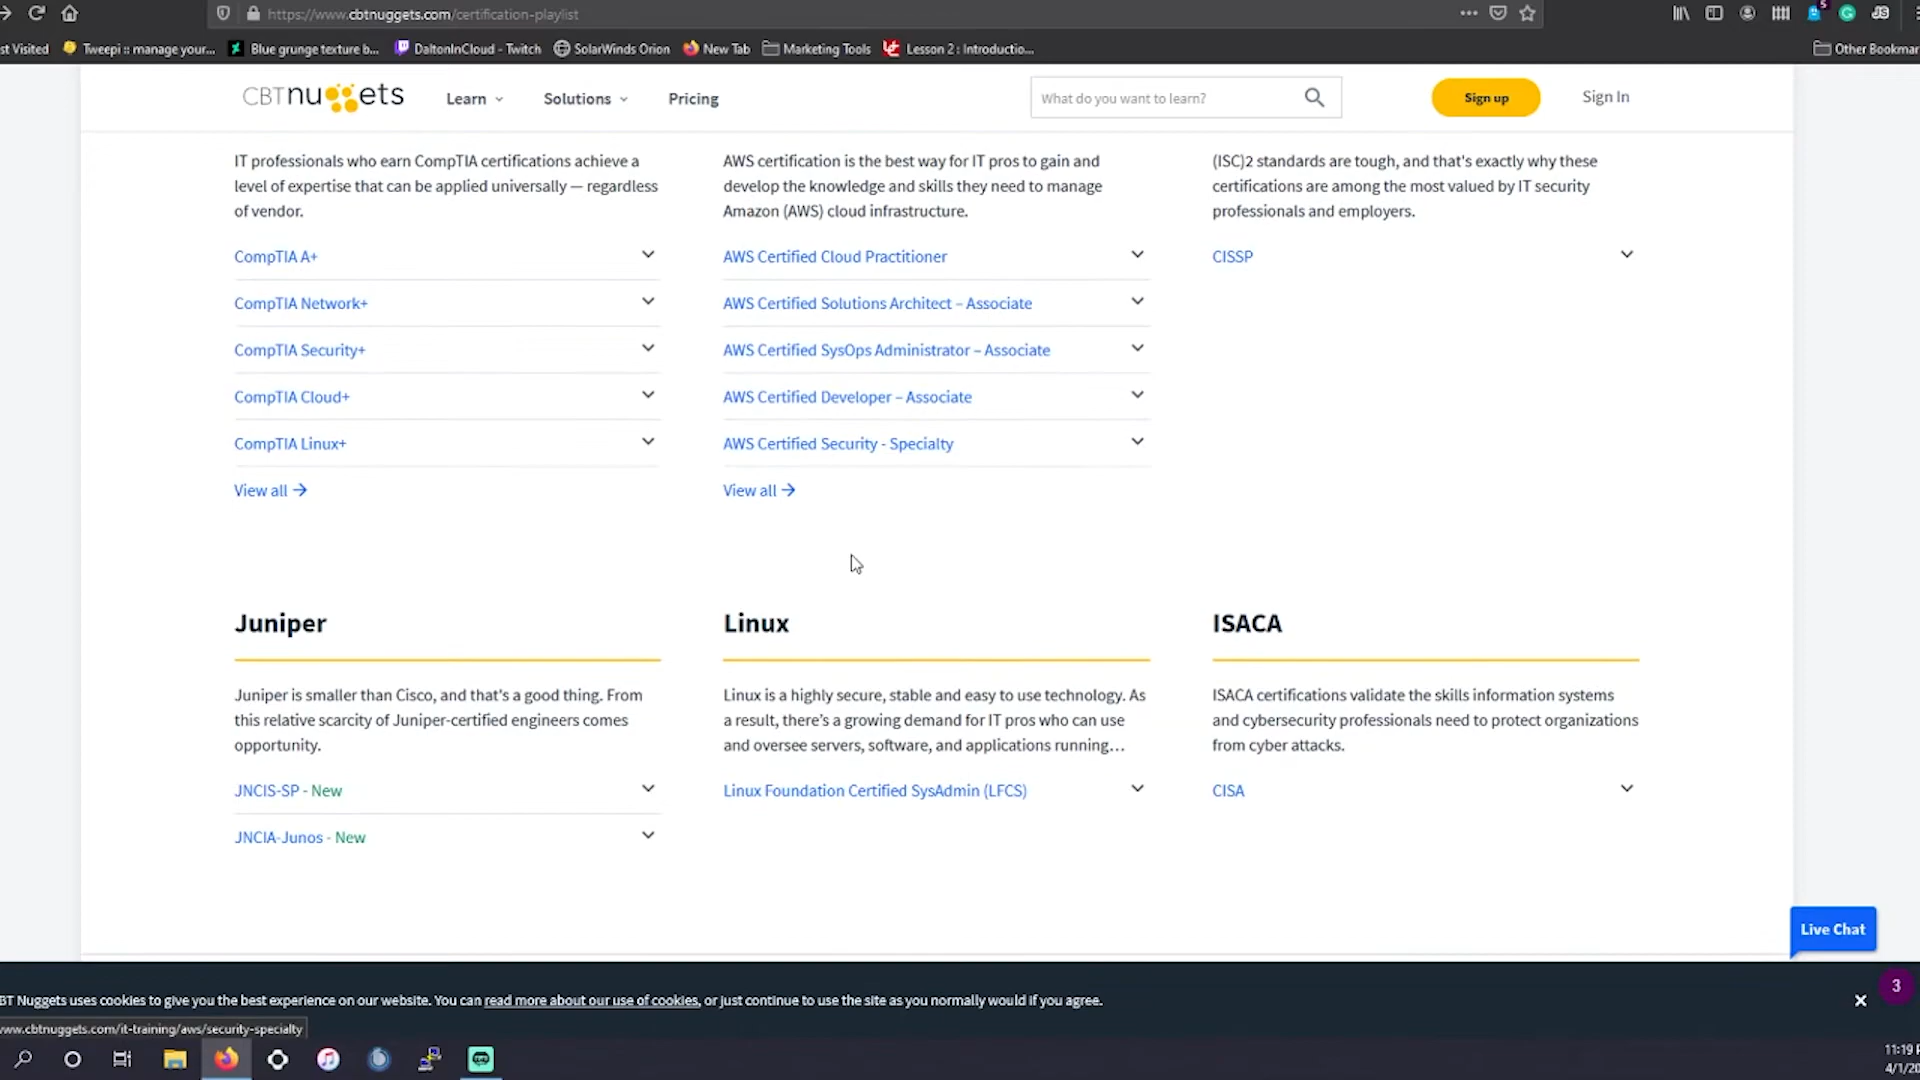 https://www.cbtnuggets.com/certification-playlist
5
JS
st Visited
Tweepi :: manage your...
Blue grunge texture b...
DaltonInCloud - Twitch
SolarWinds Orion
New Tab
Marketing Tools
Lesson 2 : Introductio...
Other Bookmar
CBTnuggets
Learn
Solutions
Pricing
What do you want to learn?
Sign up
Sign In
IT professionals who earn CompTIA certifications achieve a
level of expertise that can be applied universally — regardless
of vendor.
CompTIA A+
CompTIA Network+
CompTIA Security+
CompTIA Cloud+
CompTIA Linux+
View all →
AWS certification is the best way for IT pros to gain and
develop the knowledge and skills they need to manage
Amazon (AWS) cloud infrastructure.
AWS Certified Cloud Practitioner
AWS Certified Solutions Architect – Associate
AWS Certified SysOps Administrator – Associate
AWS Certified Developer – Associate
AWS Certified Security - Specialty
View all →
(ISC)2 standards are tough, and that's exactly why these
certifications are among the most valued by IT security
professionals and employers.
CISSP
Juniper
Juniper is smaller than Cisco, and that's a good thing. From
this relative scarcity of Juniper-certified engineers comes
opportunity.
JNCIS-SP - New
JNCIA-Junos - New
Linux
Linux is a highly secure, stable and easy to use technology. As
a result, there's a growing demand for IT pros who can use
and oversee servers, software, and applications running...
Linux Foundation Certified SysAdmin (LFCS)
ISACA
ISACA certifications validate the skills information systems
and cybersecurity professionals need to protect organizations
from cyber attacks.
CISA
Live Chat
BT Nuggets uses cookies to give you the best experience on our website. You can read more about our use of cookies, or just continue to use the site as you normally would if you agree.
3
www.cbtnuggets.com/it-training/aws/security-specialty
11:19 P
4/1/20